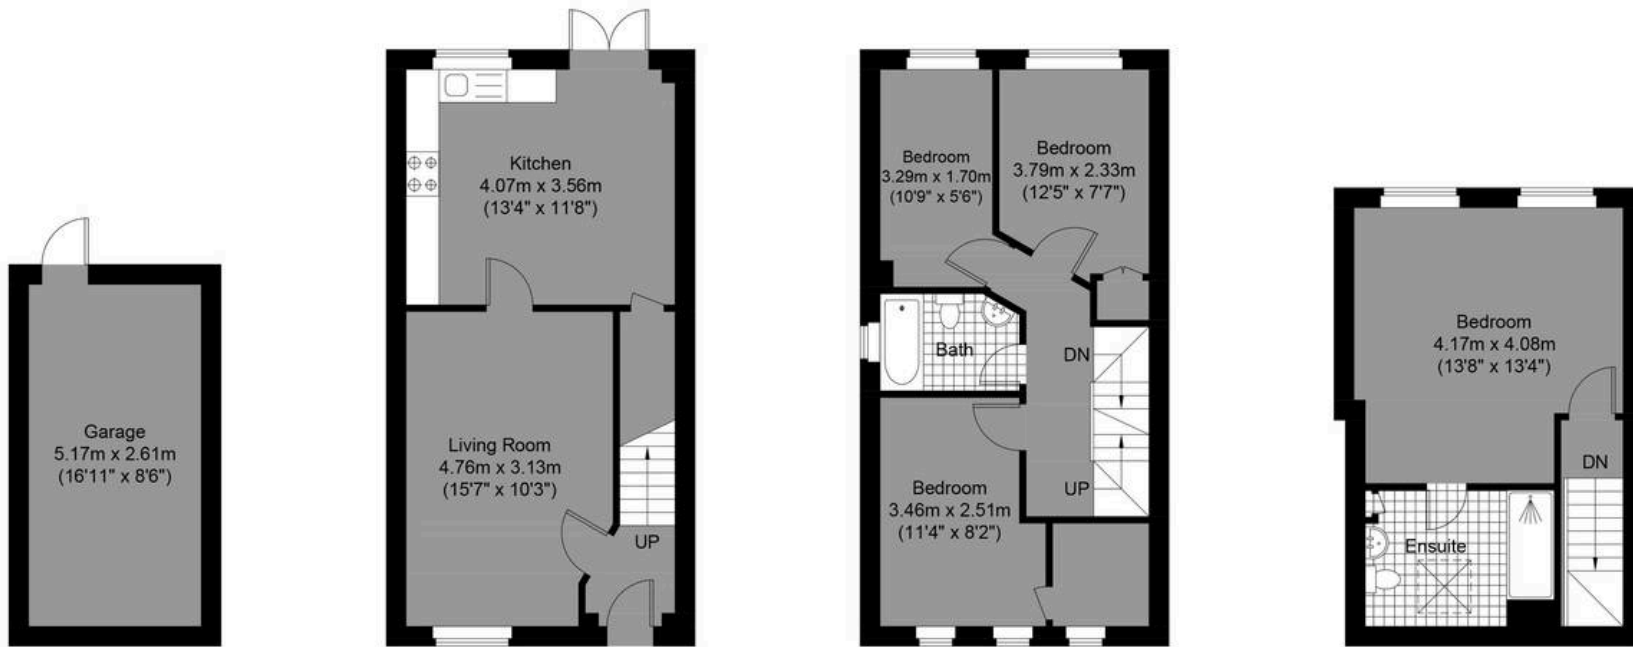 Garage
5.17m x 2.61m
(16'11" x 8'6")
Kitchen
4.07m x 3.56m
(13'4" x 11'8")
Living Room
4.76m x 3.13m
(15'7" x 10'3")
UP
Bedroom
3.29m x 1.70m
(10'9" x 5'6")
Bedroom
3.79m x 2.33m
(12'5" x 7'7")
Bath
DN
UP
Bedroom
3.46m x 2.51m
(11'4" x 8'2")
Bedroom
4.17m x 4.08m
(13'8" x 13'4")
DN
Ensuite